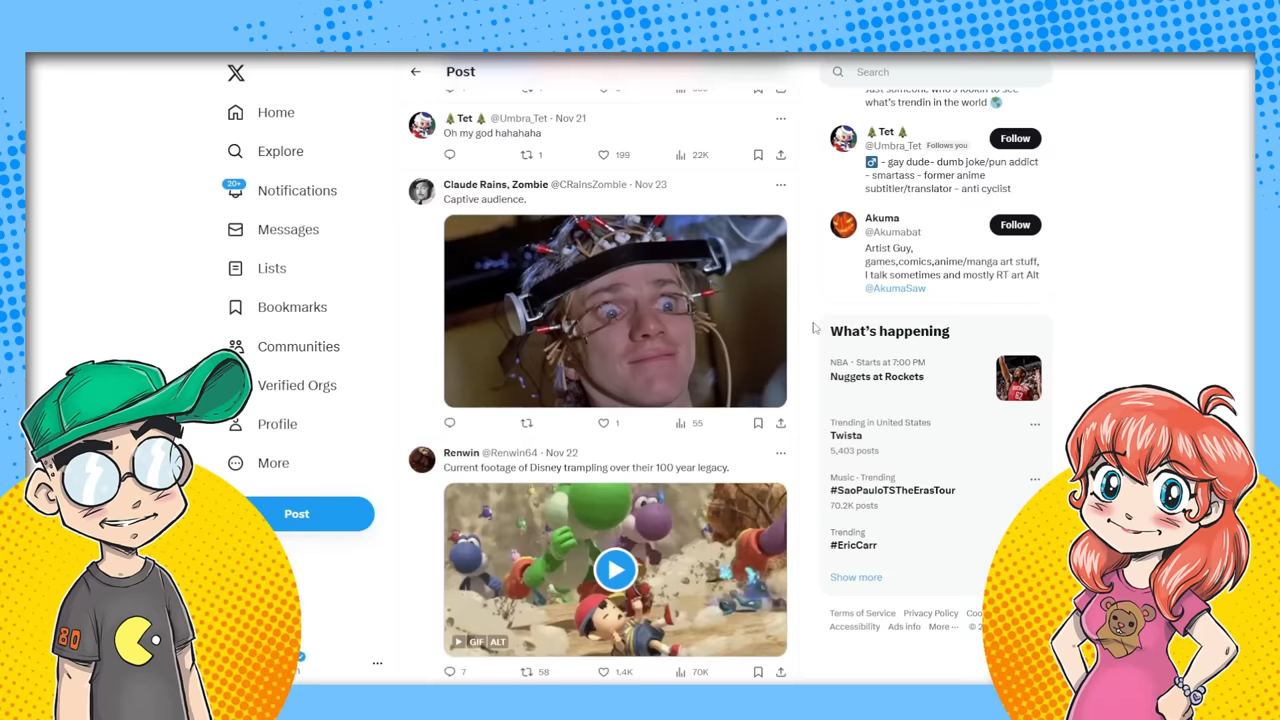 Post
Search
Home
Explore
20+
Notifications
Messages
Lists
Bookmarks
Communities
Verified Orgs
Profile
More
Post
Tet @Umbra_Tet · Nov 21
Oh my god hahahaha
1 199 22K
Claude Rains, Zombie @CRainsZombie · Nov 23
Captive audience.
1 55
Renwin @Renwin64 · Nov 22
Current footage of Disney trampling over their 100 year legacy.
GIF ALT
7 58 1.4K 70K
what's trendin in the world
Tet
@Umbra_Tet Follows you
Follow
- gay dude- dumb joke/pun addict
- smartass - former anime
subtitler/translator - anti cyclist
Akuma
@Akumabat
Follow
Artist Guy,
games,comics,anime/manga art stuff,
I talk sometimes and mostly RT art Alt
@AkumaSaw
What's happening
NBA · Starts at 7:00 PM
Nuggets at Rockets
Trending in United States
Twista
5,403 posts
Music · Trending
#SaoPauloTSTheErasTour
70.2K posts
Trending
#EricCarr
Show more
Terms of Service Privacy Policy Coo
Accessibility Ads info More ··· ©
80